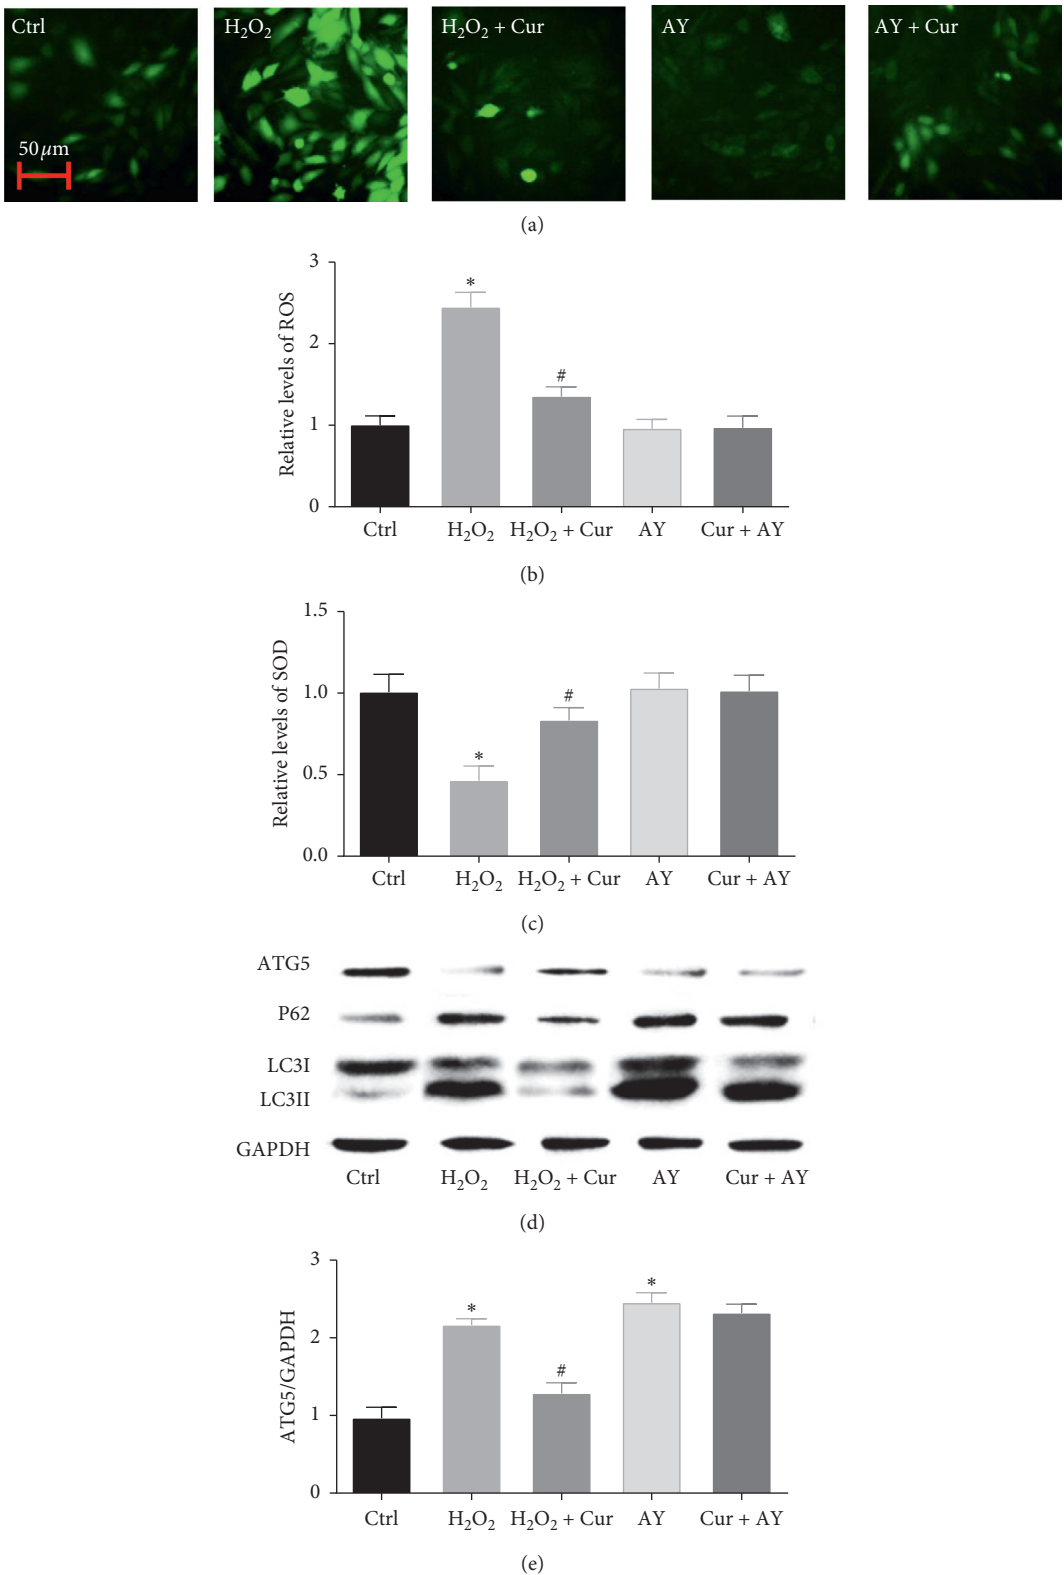 Ctrl H₂O₂ H₂O₂ + Cur AY AY + Cur
50 μm
(a)
3
2
1
0
Relative levels of ROS
* #
Ctrl H₂O₂ H₂O₂ + Cur AY Cur + AY
(b)
1.5
1.0
0.5
0.0
Relative levels of SOD
* #
Ctrl H₂O₂ H₂O₂ + Cur AY Cur + AY
(c)
ATG5
P62
LC3I
LC3II
GAPDH
Ctrl H₂O₂ H₂O₂ + Cur AY Cur + AY
(d)
3
2
1
0
ATG5/GAPDH
* # *
Ctrl H₂O₂ H₂O₂ + Cur AY Cur + AY
(e)